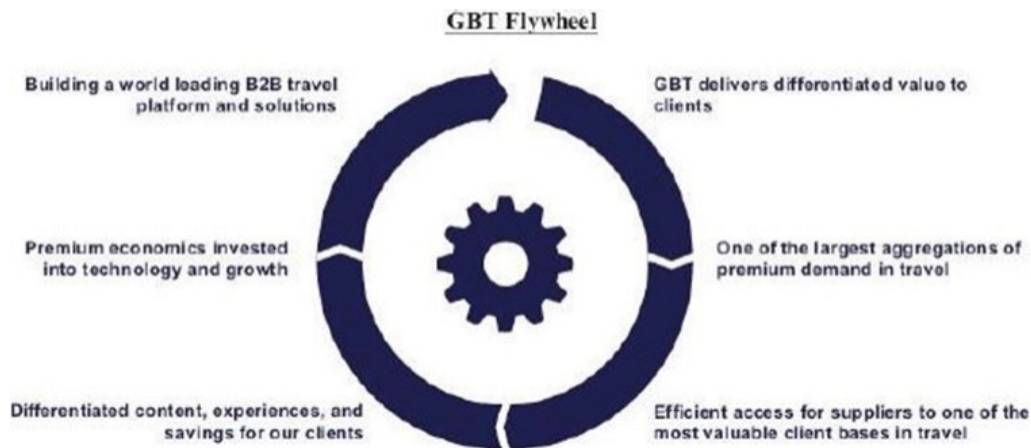 GBT Flywheel
Building a world leading B2B travel
platform and solutions
GBT delivers differentiated value to
clients
Premium economics invested
into technology and growth
One of the largest aggregations of
premium demand in travel
Differentiated content, experiences, and
savings for our clients
Efficient access for suppliers to one of the
most valuable client bases in travel